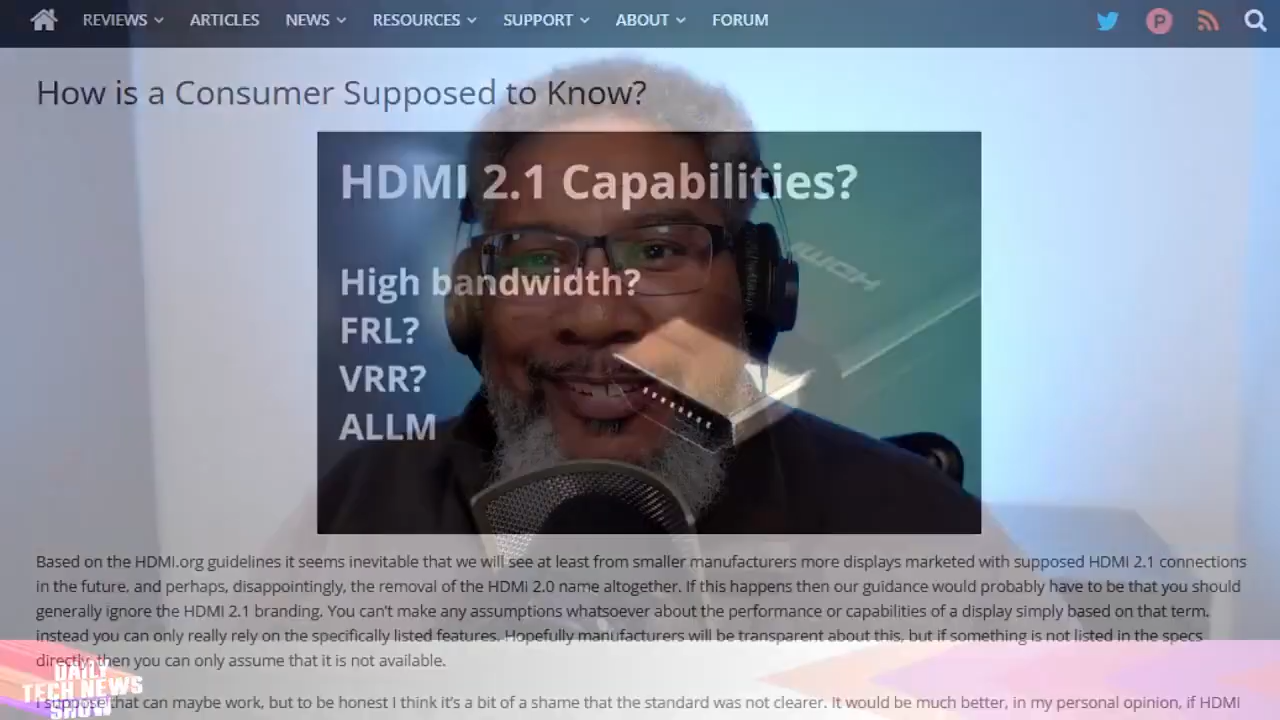 REVIEWS ARTICLES NEWS RESOURCES SUPPORT ABOUT FORUM
How is a Consumer Supposed to Know?
HDMI 2.1 Capabilities?
High bandwidth?
FRL?
VRR?
ALLM
HDMI
Based on the HDMI.org guidelines it seems inevitable that we will see at least from smaller manufacturers more displays marketed with supposed HDMI 2.1 connections
in the future, and perhaps, disappointingly, the removal of the HDMI 2.0 name altogether. If this happens then our guidance would probably have to be that you should
generally ignore the HDMI 2.1 branding. You can't make any assumptions whatsoever about the performance or capabilities of a display simply based on that term.
instead you can only really rely on the specifically listed features. Hopefully manufacturers will be transparent about this, but if something is not listed in the specs
directly, then you can only assume that it is not available.
I suppose that can maybe work, but to be honest I think it's a bit of a shame that the standard was not clearer. It would be much better, in my personal opinion, if HDMI
DAILY
TECH NEWS
SHOW